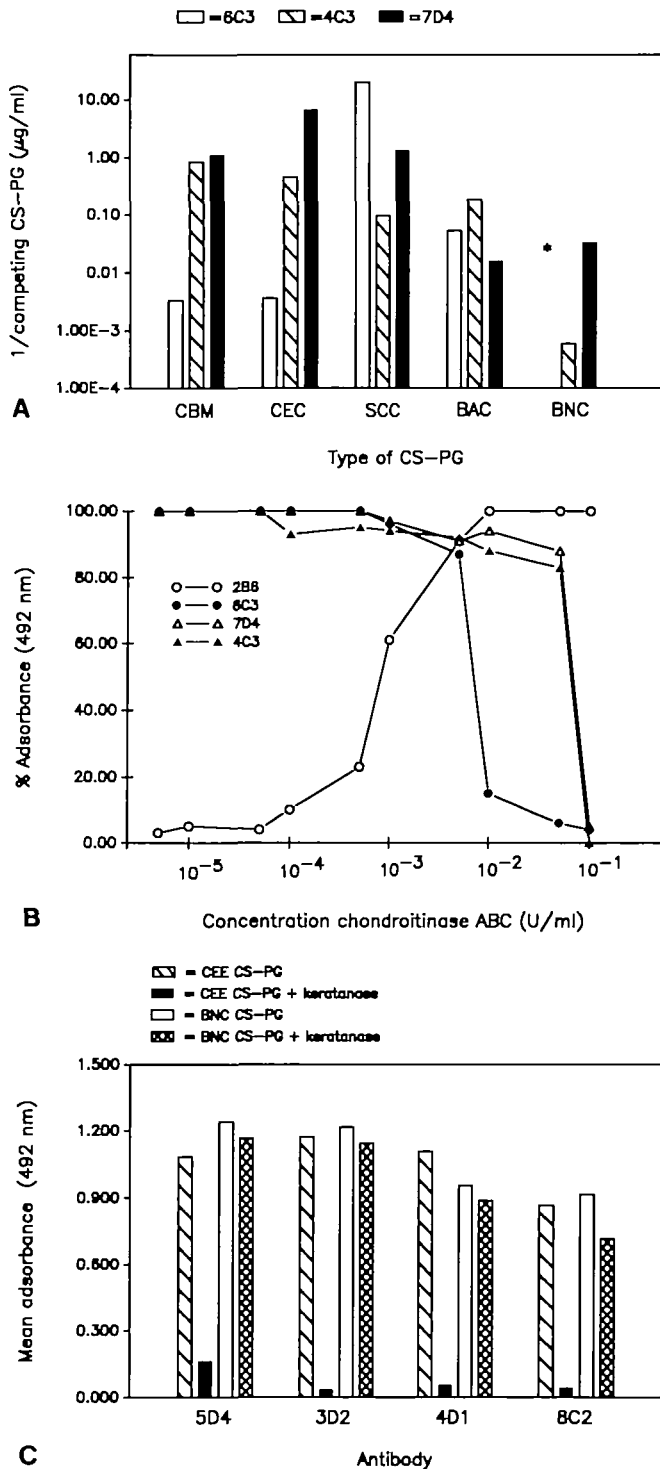 =6C3 =4C3 =7D4
1/competing CS-PG (µg/ml)
10.00
1.00
0.10
0.01
1.00E-3
1.00E-4
CBM CEC SCC BAC BNC
*
A
Type of CS-PG
% Adsorbance (492 nm)
100.00
80.00
60.00
40.00
20.00
0.00
2B6
6C3
7D4
4C3
10-5 10-4 10-3 10-2 10-1
B
Concentration chondroitinase ABC (U/ml)
= CEE CS-PG
= CEE CS-PG + keratanase
= BNC CS-PG
= BNC CS-PG + keratanase
Mean adsorbance (492 nm)
1.500
1.200
0.900
0.600
0.300
0.000
5D4 3D2 4D1 8C2
C
Antibody